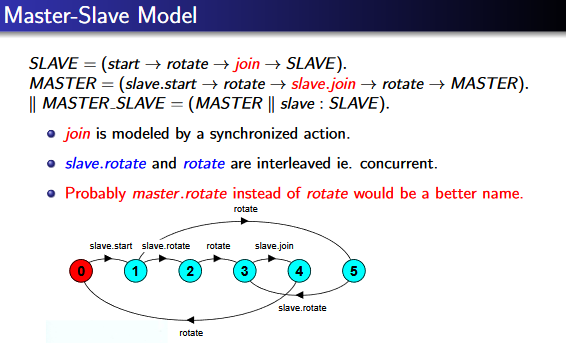 Master-Slave Model
SLAVE = (start → rotate → join → SLAVE).
MASTER = (slave.start → rotate → slave.join → rotate → MASTER).
‖ MASTER_SLAVE = (MASTER ‖ slave : SLAVE).
join is modeled by a synchronized action.
slave.rotate and rotate are interleaved ie. concurrent.
Probably master.rotate instead of rotate would be a better name.
rotate
slave.start slave.rotate rotate slave.join
0 1 2 3 4 5
slave.rotate
rotate